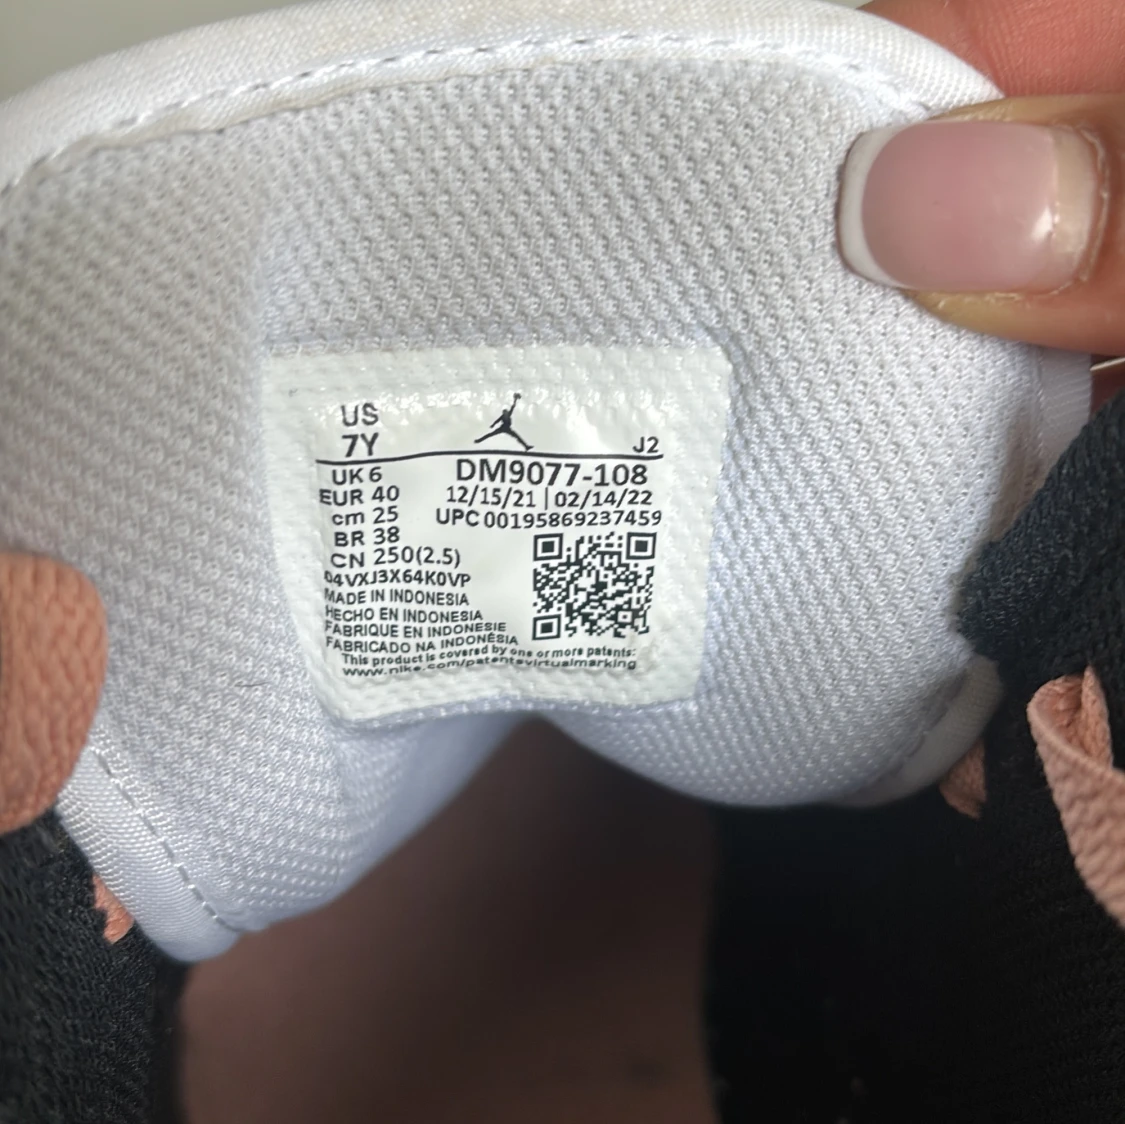 US
7Y
J2
UK 6
DM9077-108
EUR 40
12/15/21 | 02/14/22
cm 25
UPC 00195869237459
BR 38
CN 250(2.5)
04VXJ3X64K0VP
MADE IN INDONESIA
HECHO EN INDONESIA
FABRIQUE EN INDONESIE
FABRICADO NA INDONÉSIA
This product is covered by one or more patents:
www.nike.com/patentsvirtualmarking